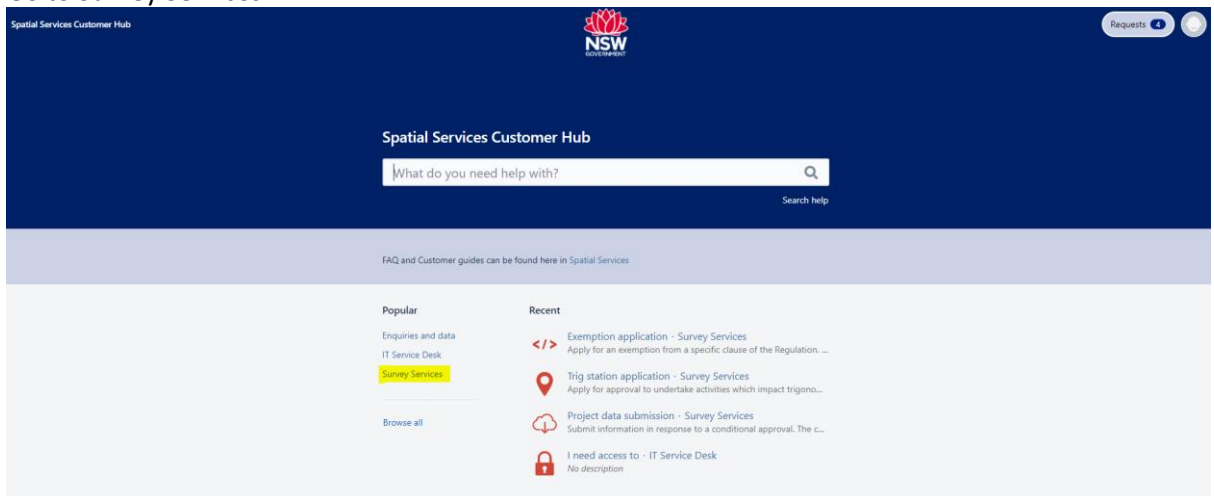 Go to Survey Services
Spatial Services Customer Hub
NSW
GOVERNMENT
Requests 4
Spatial Services Customer Hub
What do you need help with?
Search help
FAQ and Customer guides can be found here in Spatial Services
Popular
Enquiries and data
IT Service Desk
Survey Services
Browse all
Recent
Exemption application · Survey Services
Apply for an exemption from a specific clause of the Regulation. ...
Trig station application · Survey Services
Apply for approval to undertake activities which impact trigono...
Project data submission · Survey Services
Submit information in response to a conditional approval. The c...
I need access to · IT Service Desk
No description